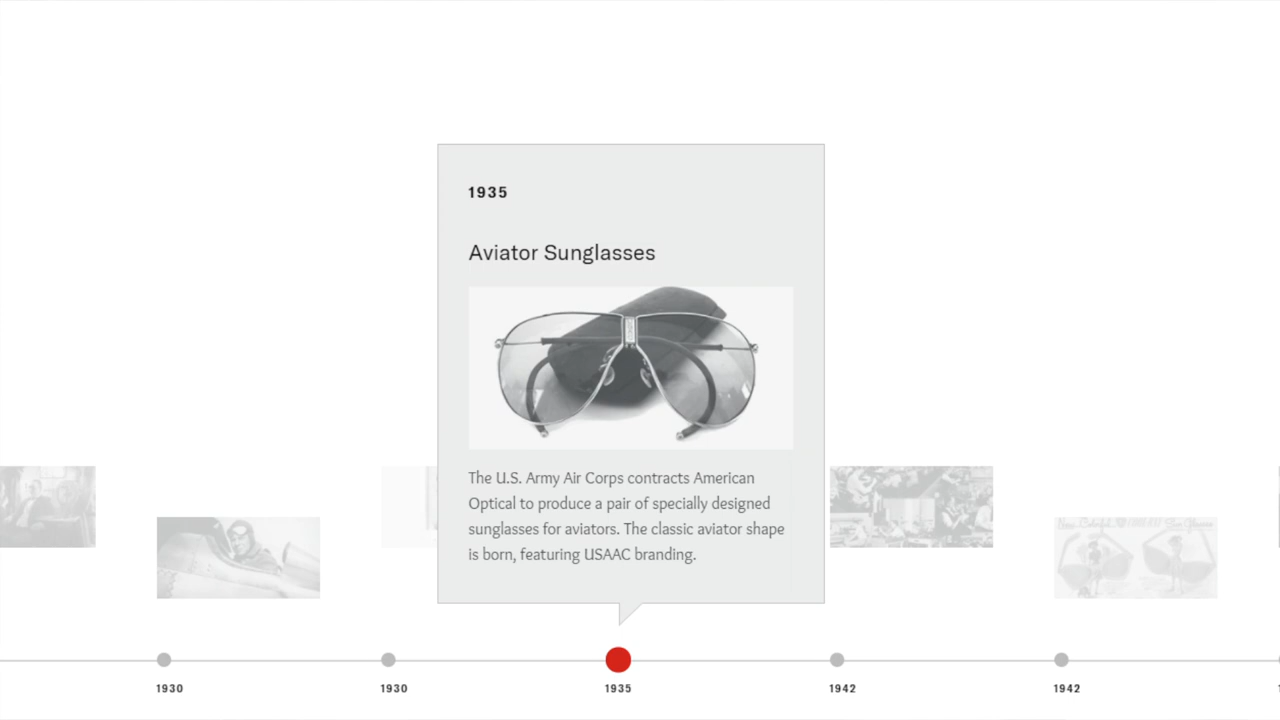 1935
Aviator Sunglasses
The U.S. Army Air Corps contracts American
Optical to produce a pair of specially designed
sunglasses for aviators. The classic aviator shape
is born, featuring USAAC branding.
1930
1930
1935
1942
1942